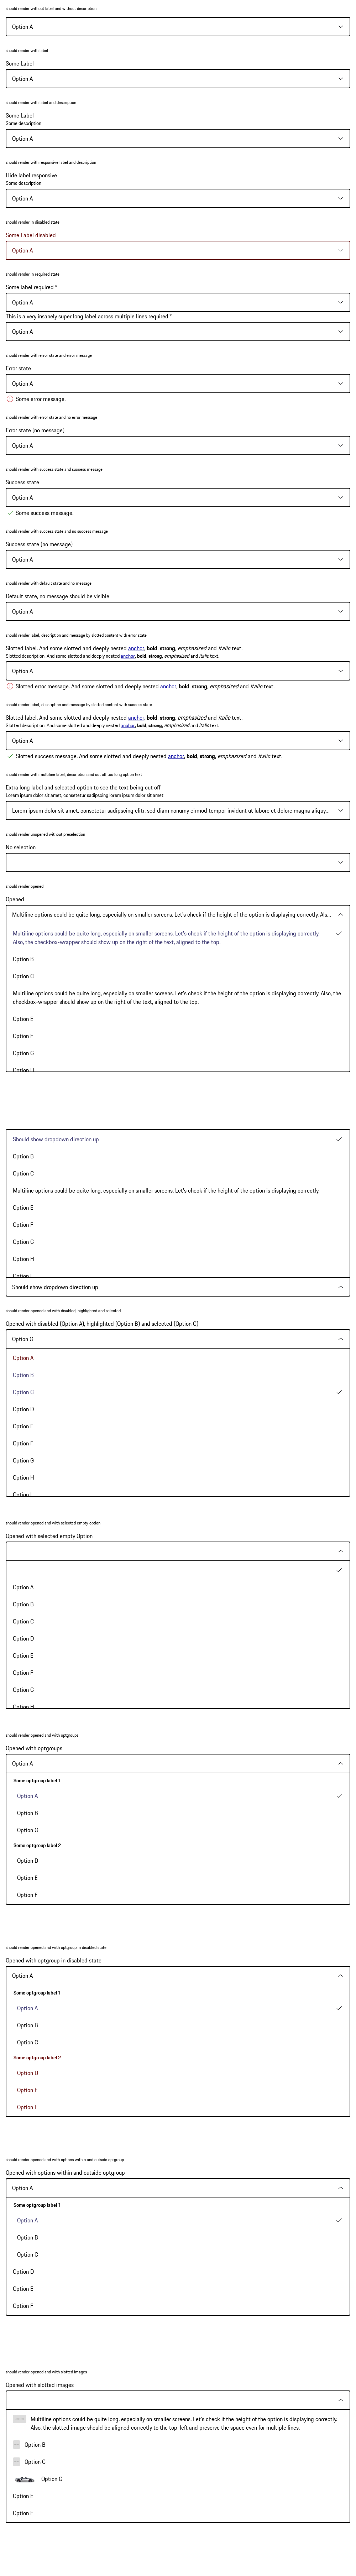 should render without label and without description
Option A
should render with label
Some Label
Option A
should render with label and description
Some Label
Some description
Option A
should render with responsive label and description
Hide label responsive
Some description
Option A
should render in disabled state
Some Label disabled
Option A
should render in required state
Some label required *
Option A
This is a very insanely super long label across multiple lines required *
Option A
should render with error state and error message
Error state
Option A
Some error message.
should render with error state and no error message
Error state (no message)
Option A
should render with success state and success message
Success state
Option A
Some success message.
should render with success state and no success message
Success state (no message)
Option A
should render with default state and no message
Default state, no message should be visible
Option A
should render label, description and message by slotted content with error state
Slotted label. And some slotted and deeply nested anchor, bold, strong, emphasized and italic text.
Slotted description. And some slotted and deeply nested anchor, bold, strong, emphasized and italic text.
Option A
Slotted error message. And some slotted and deeply nested anchor, bold, strong, emphasized and italic text.
should render label, description and message by slotted content with success state
Slotted label. And some slotted and deeply nested anchor, bold, strong, emphasized and italic text.
Slotted description. And some slotted and deeply nested anchor, bold, strong, emphasized and italic text.
Option A
Slotted success message. And some slotted and deeply nested anchor, bold, strong, emphasized and italic text.
should render with multiline label, description and cut off too long option text
Extra long label and selected option to see the text being cut off
Lorem ipsum dolor sit amet, consetetur sadipscing lorem ipsum dolor sit amet
Lorem ipsum dolor sit amet, consetetur sadipscing elitr, sed diam nonumy eirmod tempor invidunt ut labore et dolore magna aliquy...
should render unopened without preselection
No selection
should render opened
Opened
Multiline options could be quite long, especially on smaller screens. Let's check if the height of the option is displaying correctly. Als...
Multiline options could be quite long, especially on smaller screens. Let's check if the height of the option is displaying correctly.
Also, the checkbox-wrapper should show up on the right of the text, aligned to the top.
Option B
Option C
Multiline options could be quite long, especially on smaller screens. Let's check if the height of the option is displaying correctly. Also, the
checkbox-wrapper should show up on the right of the text, aligned to the top.
Option E
Option F
Option G
Option H
Should show dropdown direction up
Option B
Option C
Multiline options could be quite long, especially on smaller screens. Let's check if the height of the option is displaying correctly.
Option E
Option F
Option G
Option H
Option I
Should show dropdown direction up
should render opened and with disabled, highlighted and selected
Opened with disabled (Option A), highlighted (Option B) and selected (Option C)
Option C
Option A
Option B
Option C
Option D
Option E
Option F
Option G
Option H
Option I
should render opened and with selected empty option
Opened with selected empty Option
Option A
Option B
Option C
Option D
Option E
Option F
Option G
Option H
should render opened and with optgroups
Opened with optgroups
Option A
Some optgroup label 1
Option A
Option B
Option C
Some optgroup label 2
Option D
Option E
Option F
should render opened and with optgroup in disabled state
Opened with optgroup in disabled state
Option A
Some optgroup label 1
Option A
Option B
Option C
Some optgroup label 2
Option D
Option E
Option F
should render opened and with options within and outside optgroup
Opened with options within and outside optgroup
Option A
Some optgroup label 1
Option A
Option B
Option C
Option D
Option E
Option F
should render opened and with slotted images
Opened with slotted images
Multiline options could be quite long, especially on smaller screens. Let's check if the height of the option is displaying correctly.
Also, the slotted image should be aligned correctly to the top-left and preserve the space even for multiple lines.
Option B
Option C
Option C
Option E
Option F